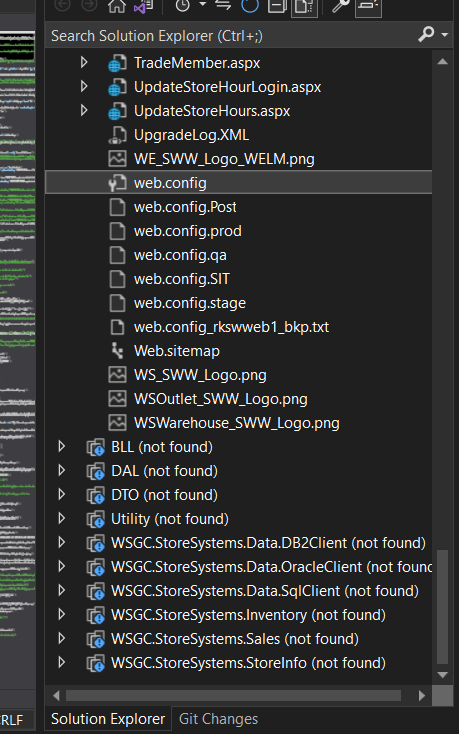 Search Solution Explorer (Ctrl+;)
TradeMember.aspx
UpdateStoreHourLogin.aspx
UpdateStoreHours.aspx
UpgradeLog.XML
WE_SWW_Logo_WELM.png
web.config
web.config.Post
web.config.prod
web.config.qa
web.config.SIT
web.config.stage
web.config_rkswweb1_bkp.txt
Web.sitemap
WS_SWW_Logo.png
WSOutlet_SWW_Logo.png
WSWarehouse_SWW_Logo.png
BLL (not found)
DAL (not found)
DTO (not found)
Utility (not found)
WSGC.StoreSystems.Data.DB2Client (not found)
WSGC.StoreSystems.Data.OracleClient (not found
WSGC.StoreSystems.Data.SqlClient (not found)
WSGC.StoreSystems.Inventory (not found)
WSGC.StoreSystems.Sales (not found)
WSGC.StoreSystems.StoreInfo (not found)
CRLF
Solution Explorer Git Changes